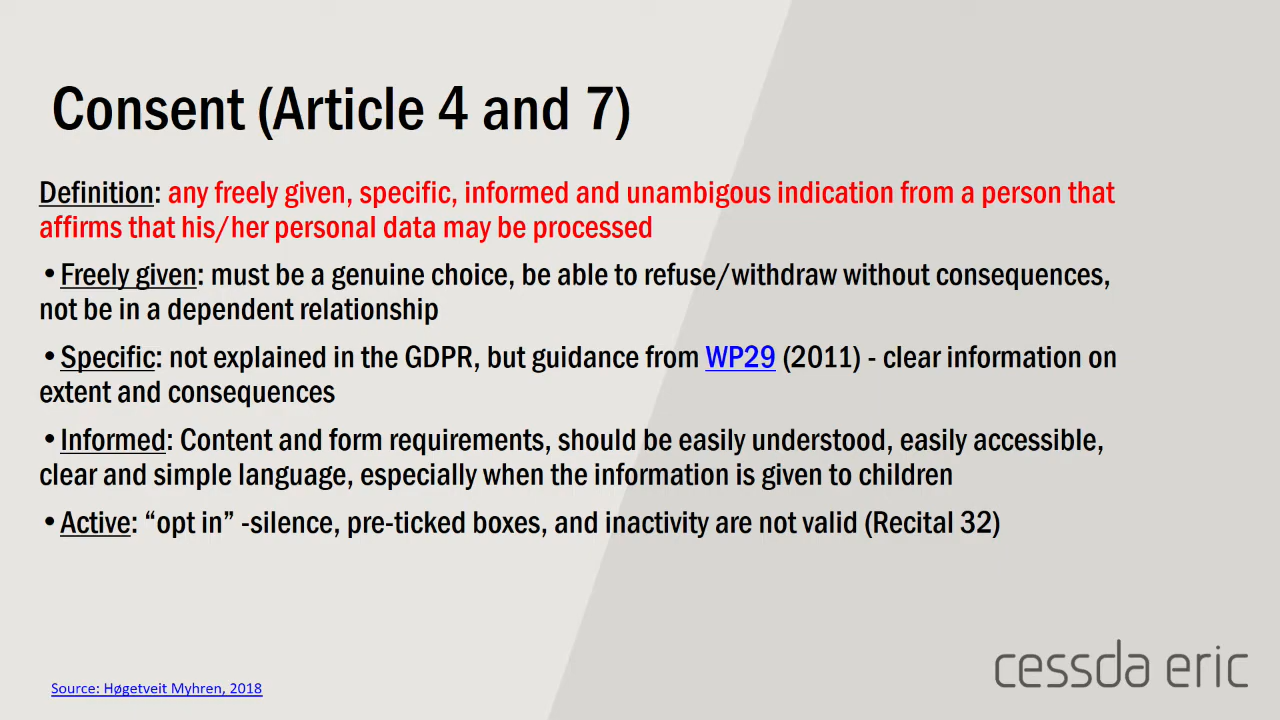 Consent (Article 4 and 7)
Definition: any freely given, specific, informed and unambigous indication from a person that
affirms that his/her personal data may be processed
•Freely given: must be a genuine choice, be able to refuse/withdraw without consequences,
not be in a dependent relationship
•Specific: not explained in the GDPR, but guidance from WP29 (2011) - clear information on
extent and consequences
•Informed: Content and form requirements, should be easily understood, easily accessible,
clear and simple language, especially when the information is given to children
•Active: “opt in” -silence, pre-ticked boxes, and inactivity are not valid (Recital 32)
Source: Høgetveit Myhren, 2018
cessda eric